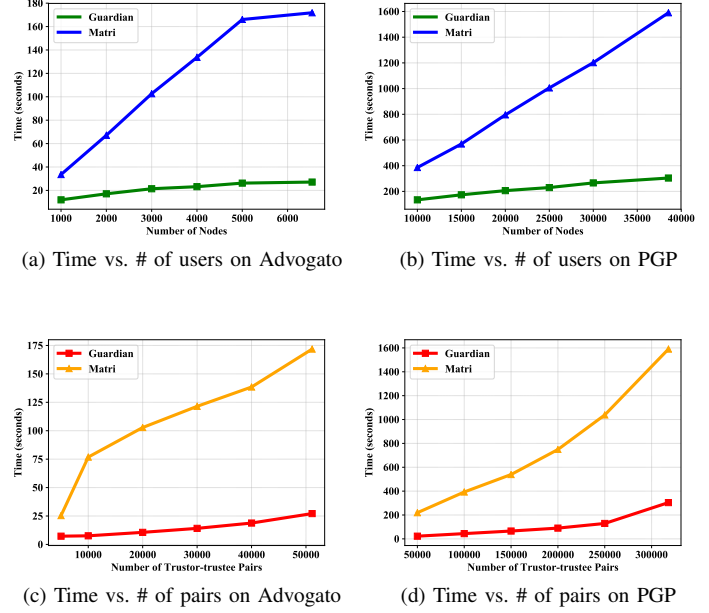 180
160
140
120
100
80
60
40
20
Time (seconds)
Guardian
Matri
1000 2000 3000 4000 5000 6000
Number of Nodes
(a) Time vs. # of users on Advogato
1600
1400
1200
1000
800
600
400
200
Time (seconds)
Guardian
Matri
10000 15000 20000 25000 30000 35000 40000
Number of Nodes
(b) Time vs. # of users on PGP
175
150
125
100
75
50
25
0
Time (seconds)
Guardian
Matri
10000 20000 30000 40000 50000
Number of Trustor-trustee Pairs
(c) Time vs. # of pairs on Advogato
1600
1400
1200
1000
800
600
400
200
0
Time (seconds)
Guardian
Matri
50000 100000 150000 200000 250000 300000
Number of Trustor-trustee Pairs
(d) Time vs. # of pairs on PGP